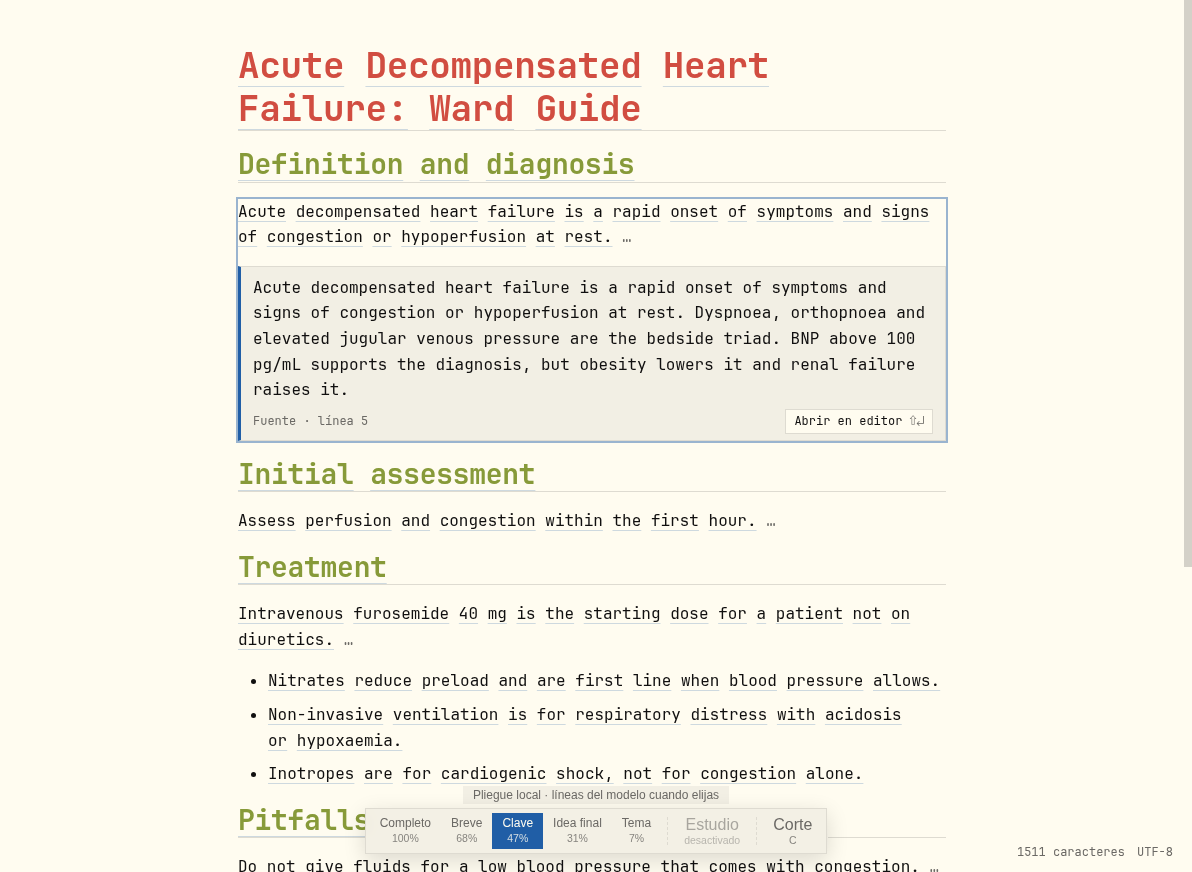 Acute Decompensated Heart
Failure: Ward Guide
Definition and diagnosis
Acute decompensated heart failure is a rapid onset of symptoms and signs
of congestion or hypoperfusion at rest. …
Acute decompensated heart failure is a rapid onset of symptoms and
signs of congestion or hypoperfusion at rest. Dyspnoea, orthopnoea and
elevated jugular venous pressure are the bedside triad. BNP above 100
pg/mL supports the diagnosis, but obesity lowers it and renal failure
raises it.
Fuente · línea 5
Abrir en editor ⇧↵
Initial assessment
Assess perfusion and congestion within the first hour. …
Treatment
Intravenous furosemide 40 mg is the starting dose for a patient not on
diuretics. …
• Nitrates reduce preload and are first line when blood pressure allows.
• Non-invasive ventilation is for respiratory distress with acidosis
or hypoxaemia.
• Inotropes are for cardiogenic shock, not for congestion alone.
Pliegue local · líneas del modelo cuando elijas
Pitfalls
Completo Breve Clave Idea final Tema Estudio Corte
100% 68% 47% 31% 7% desactivado C
Do not give fluids for a low blood pressure that comes with congestion. …
1511 caracteres UTF-8